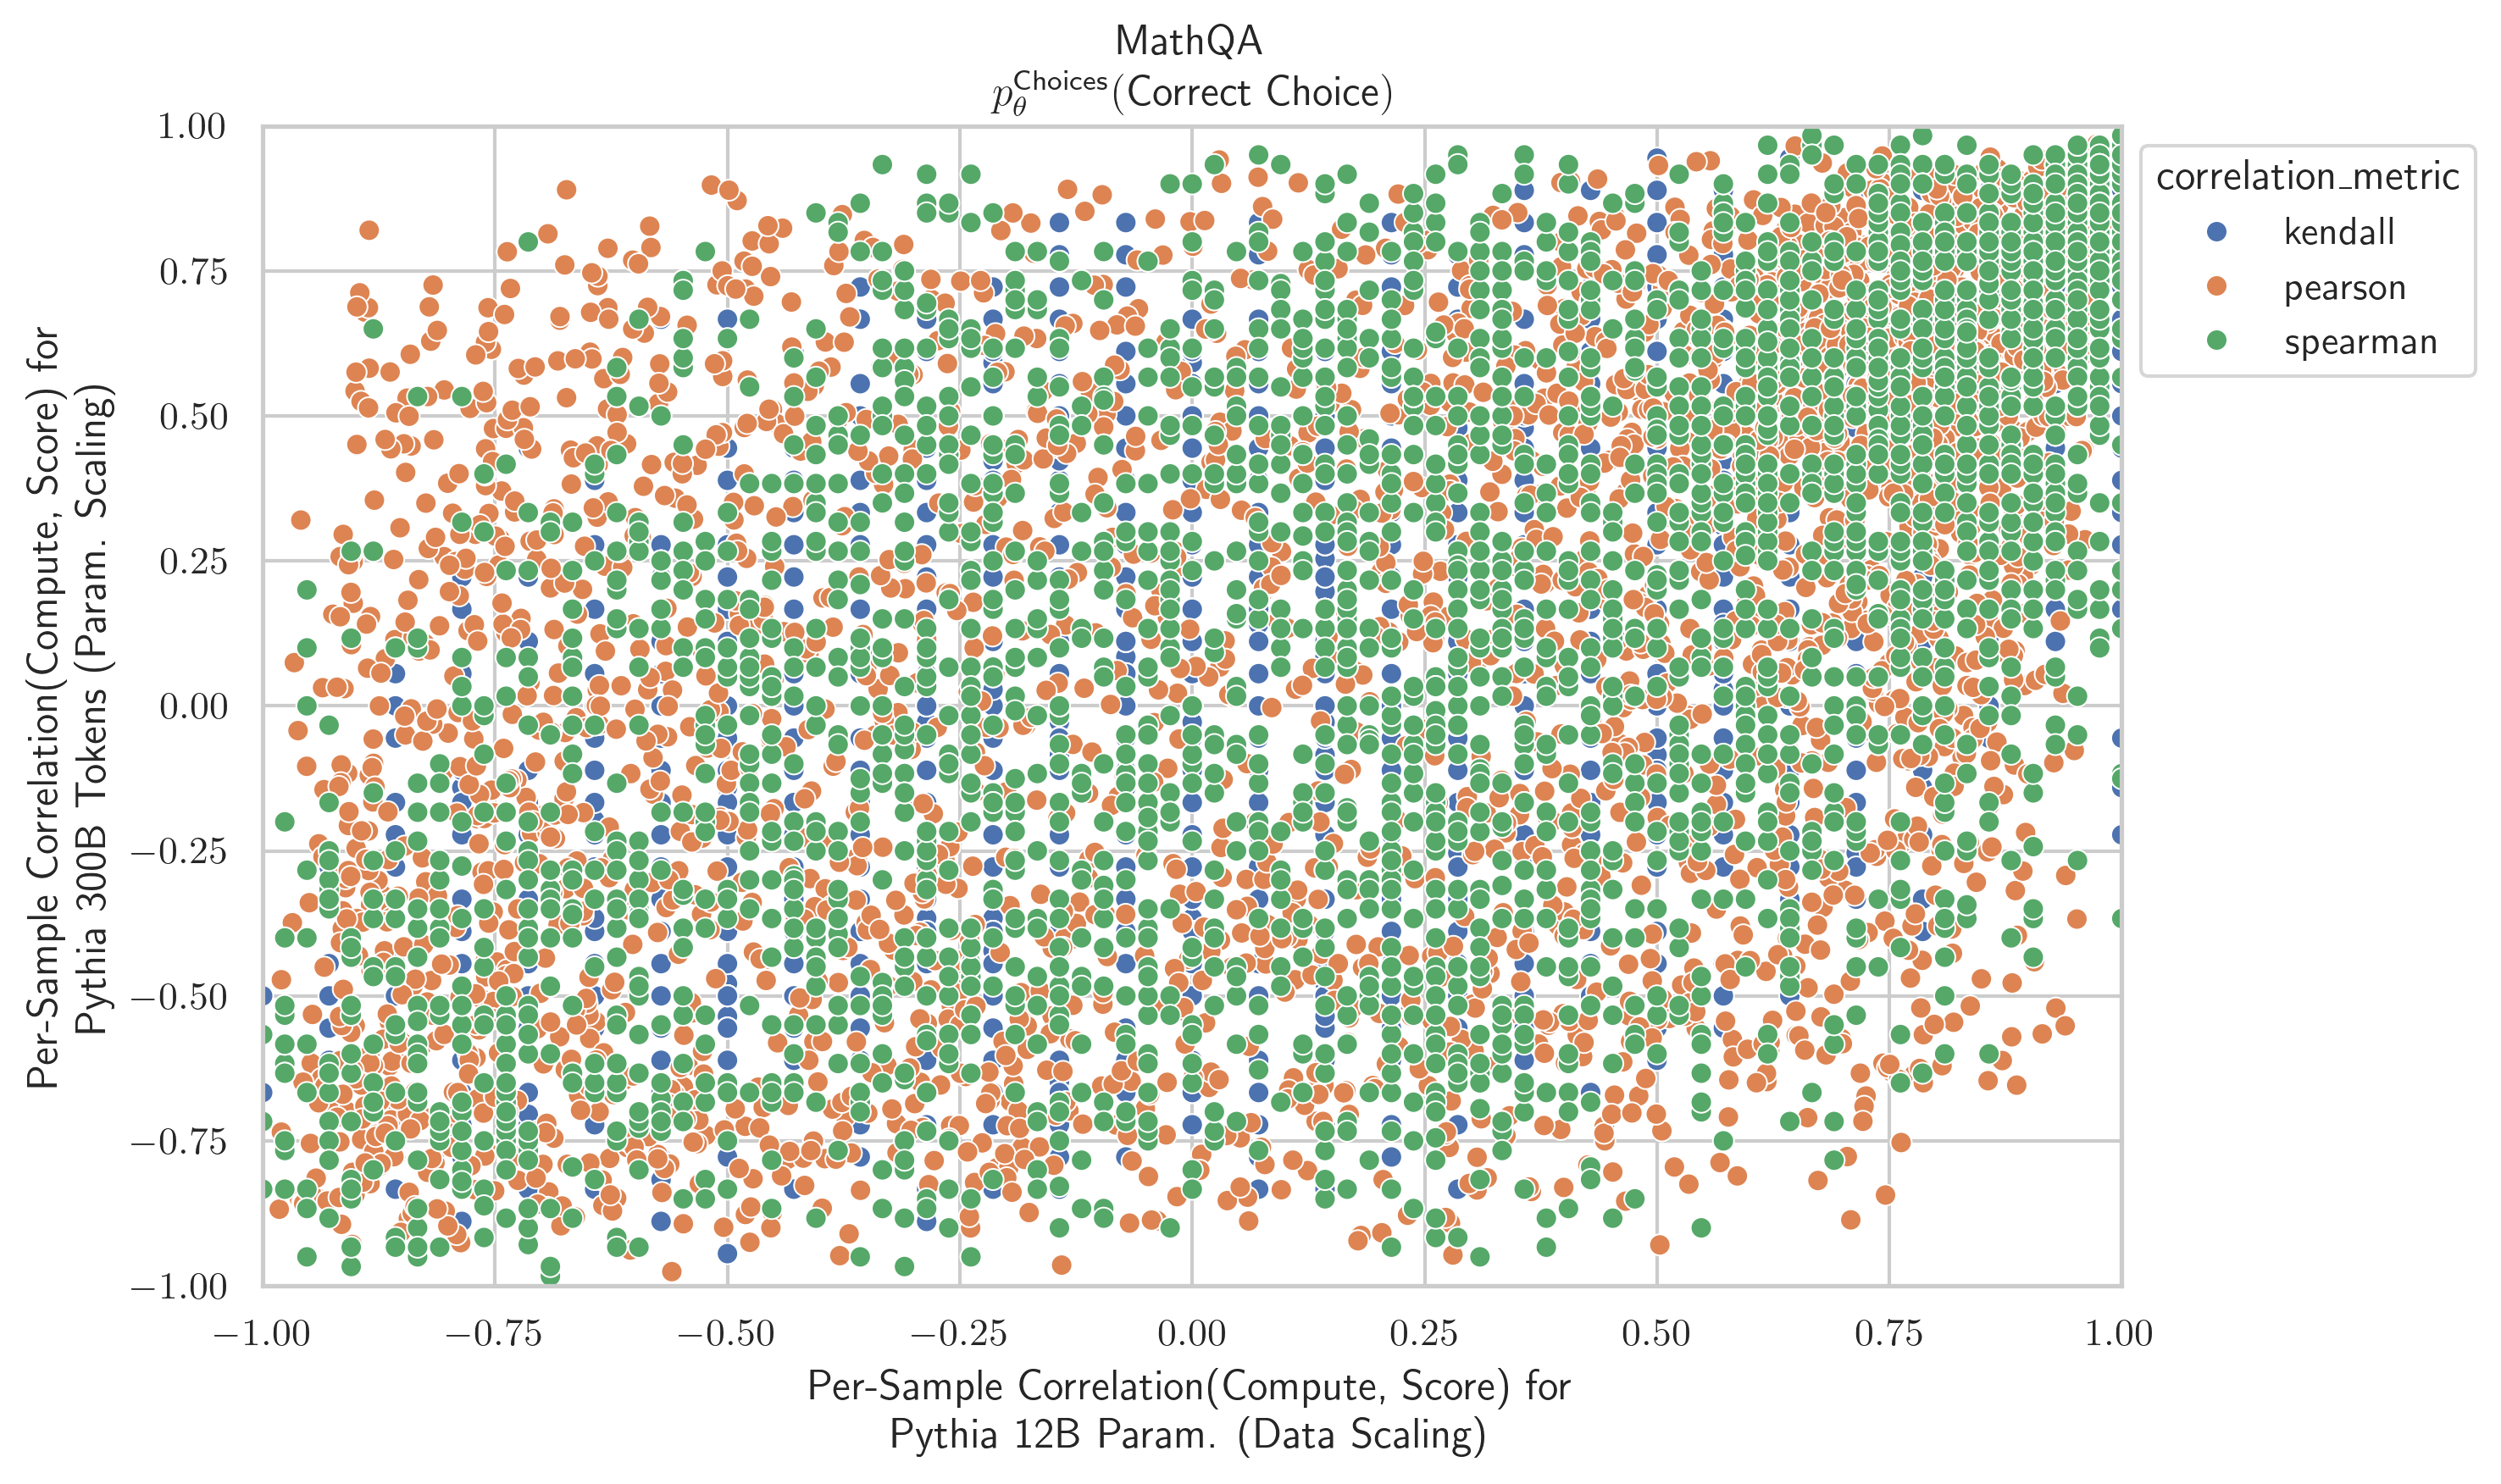 MathQA
p_θ^Choices(Correct Choice)
Per-Sample Correlation(Compute, Score) for
Pythia 300B Tokens (Param. Scaling)
1.00
0.75
0.50
0.25
0.00
−0.25
−0.50
−0.75
−1.00
−1.00 −0.75 −0.50 −0.25 0.00 0.25 0.50 0.75 1.00
Per-Sample Correlation(Compute, Score) for
Pythia 12B Param. (Data Scaling)
correlation_metric
kendall
pearson
spearman